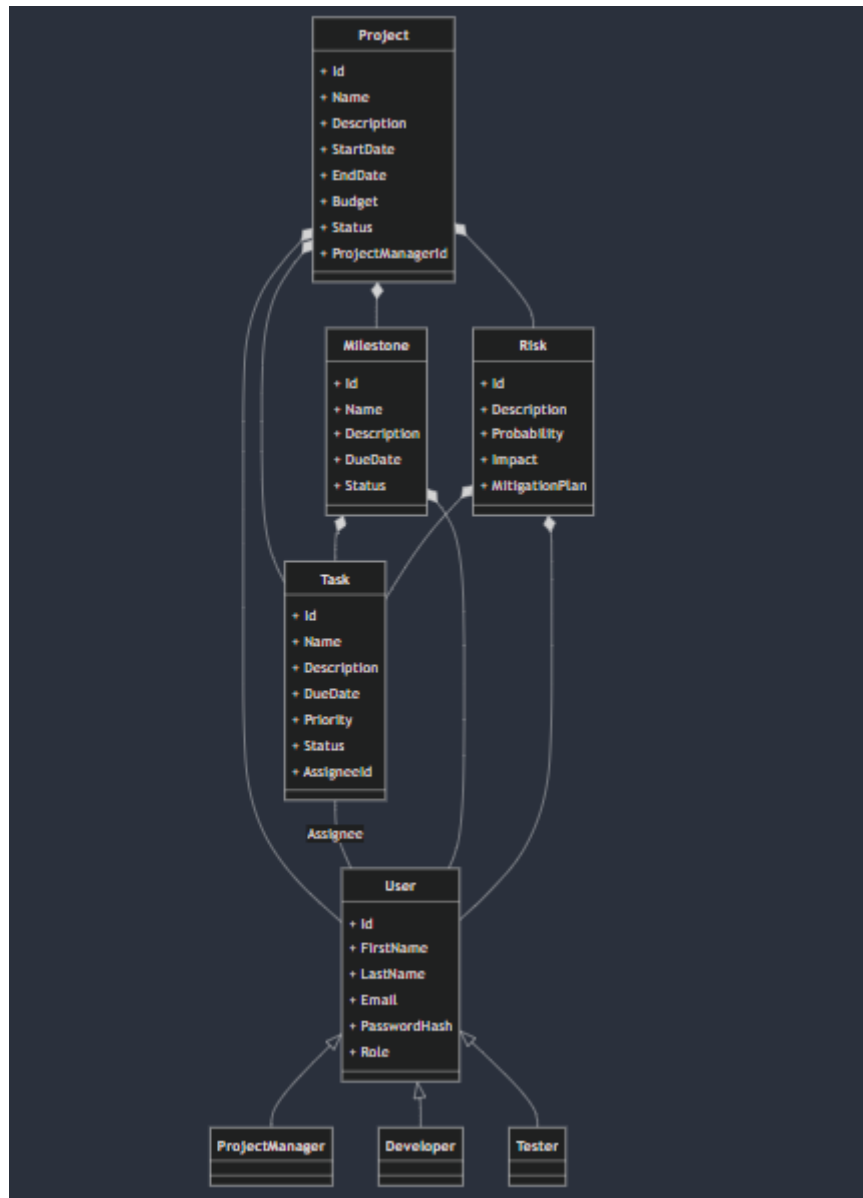 Project
+ Id
+ Name
+ Description
+ StartDate
+ EndDate
+ Budget
+ Status
+ ProjectManagerId
Milestone
+ Id
+ Name
+ Description
+ DueDate
+ Status
Risk
+ Id
+ Description
+ Probability
+ Impact
+ MitigationPlan
Task
+ Id
+ Name
+ Description
+ DueDate
+ Priority
+ Status
+ AssigneeId
Assignee
User
+ Id
+ FirstName
+ LastName
+ Email
+ PasswordHash
+ Role
ProjectManager
Developer
Tester